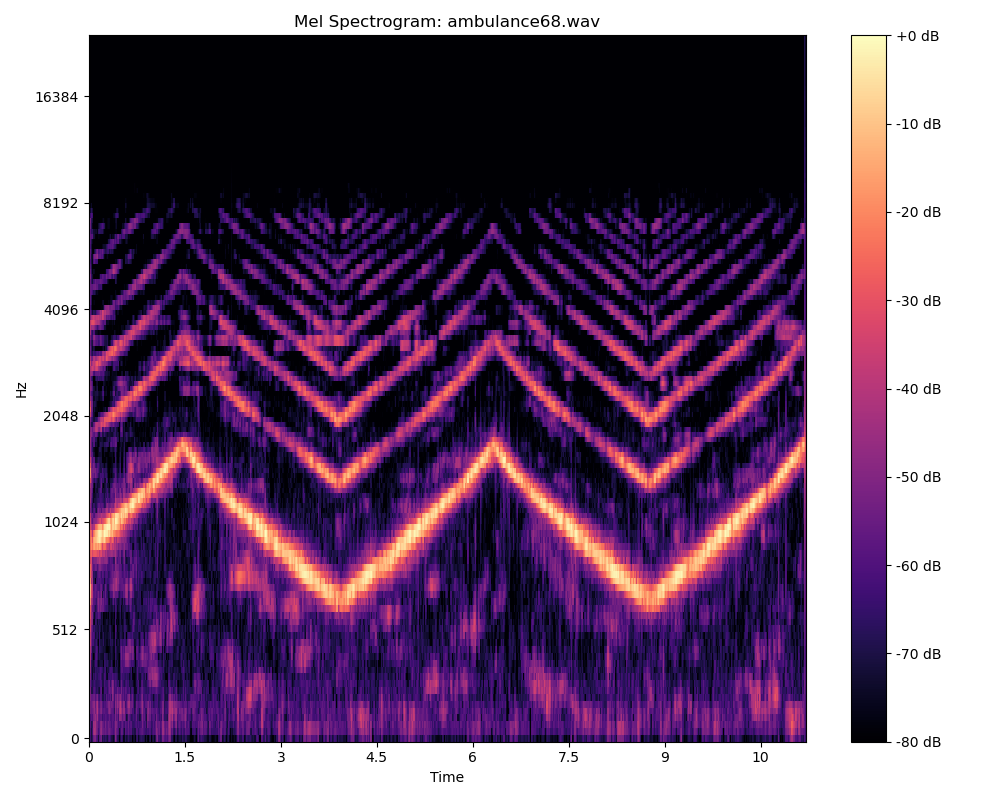 Mel Spectrogram: ambulance68.wav
Hz
16384
8192
4096
2048
1024
512
0
0 1.5 3 4.5 6 7.5 9 10
Time
+0 dB
-10 dB
-20 dB
-30 dB
-40 dB
-50 dB
-60 dB
-70 dB
-80 dB